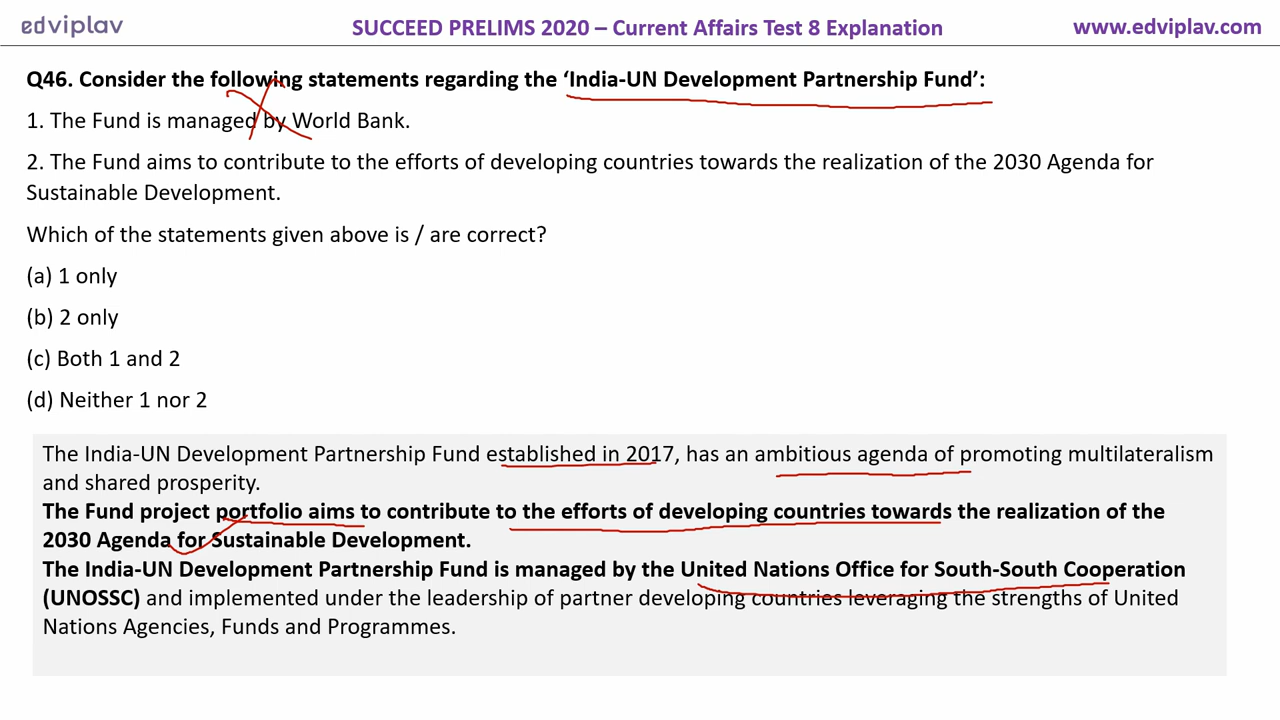 edviplav
SUCCEED PRELIMS 2020 – Current Affairs Test 8 Explanation
www.edviplav.com
Q46. Consider the following statements regarding the ‘India-UN Development Partnership Fund’:
1. The Fund is managed by World Bank.
2. The Fund aims to contribute to the efforts of developing countries towards the realization of the 2030 Agenda for
Sustainable Development.
Which of the statements given above is / are correct?
(a) 1 only
(b) 2 only
(c) Both 1 and 2
(d) Neither 1 nor 2
The India-UN Development Partnership Fund established in 2017, has an ambitious agenda of promoting multilateralism
and shared prosperity.
The Fund project portfolio aims to contribute to the efforts of developing countries towards the realization of the
2030 Agenda for Sustainable Development.
The India-UN Development Partnership Fund is managed by the United Nations Office for South-South Cooperation
(UNOSSC) and implemented under the leadership of partner developing countries leveraging the strengths of United
Nations Agencies, Funds and Programmes.